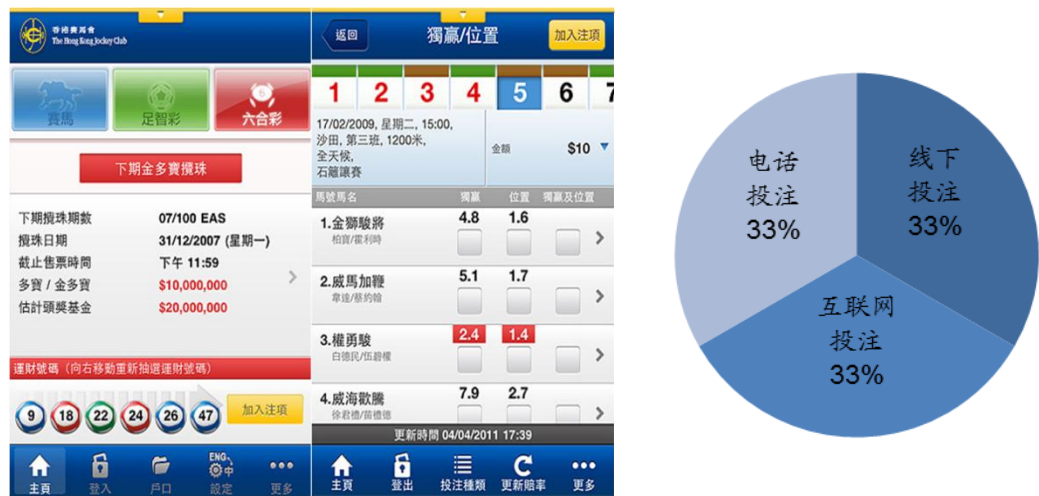 香港賽馬會
The Hong Kong Jockey Club
賽馬
足智彩
六合彩
下期金多寶攪珠
下期攪珠期數 07/100 EAS
攪珠日期 31/12/2007 (星期一)
截止售票時間 下午 11:59
多寶 / 金多寶 $10,000,000
估計頭獎基金 $20,000,000
運財號碼 (向右移動重新抽選運財號碼)
9 18 22 24 26 47
加入注項
主頁 登入 戶口 ENG 中 設定 更多
返回 獨贏/位置 加入注項
1 2 3 4 5 6 7
17/02/2009, 星期二, 15:00,
沙田, 第三班, 1200米,
全天候,
石籬讓賽
金額 $10
馬號馬名 獨贏 位置 獨贏及位置
1.金獅駿將 4.8 1.6
柏寶/霍利時
2.威馬加鞭 5.1 1.7
韋達/蔡約翰
3.權勇駿 2.4 1.4
白德民/伍碧權
4.威海歐騰 7.9 2.7
徐君禮/苗禮德
更新時間 04/04/2011 17:39
主頁 登出 投注種類 更新賠率 更多
电话
投注
33%
线下
投注
33%
互联网
投注
33%